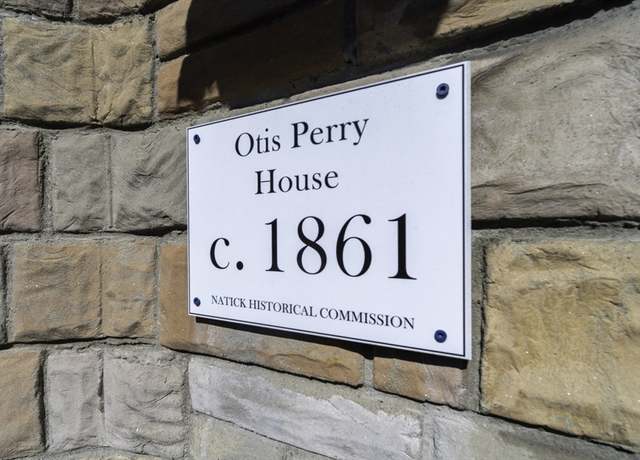 Otis Perry
House
c. 1861
NATICK HISTORICAL COMMISSION